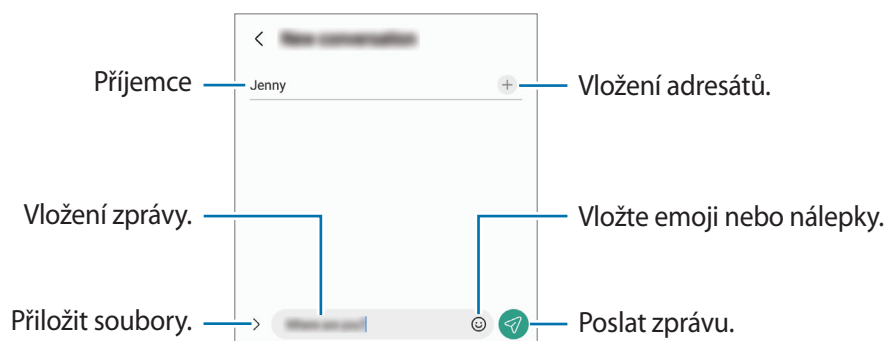 Příjemce
Jenny
Vložení adresátů.
Vložení zprávy.
Vložte emoji nebo nálepky.
Přiložit soubory.
Poslat zprávu.